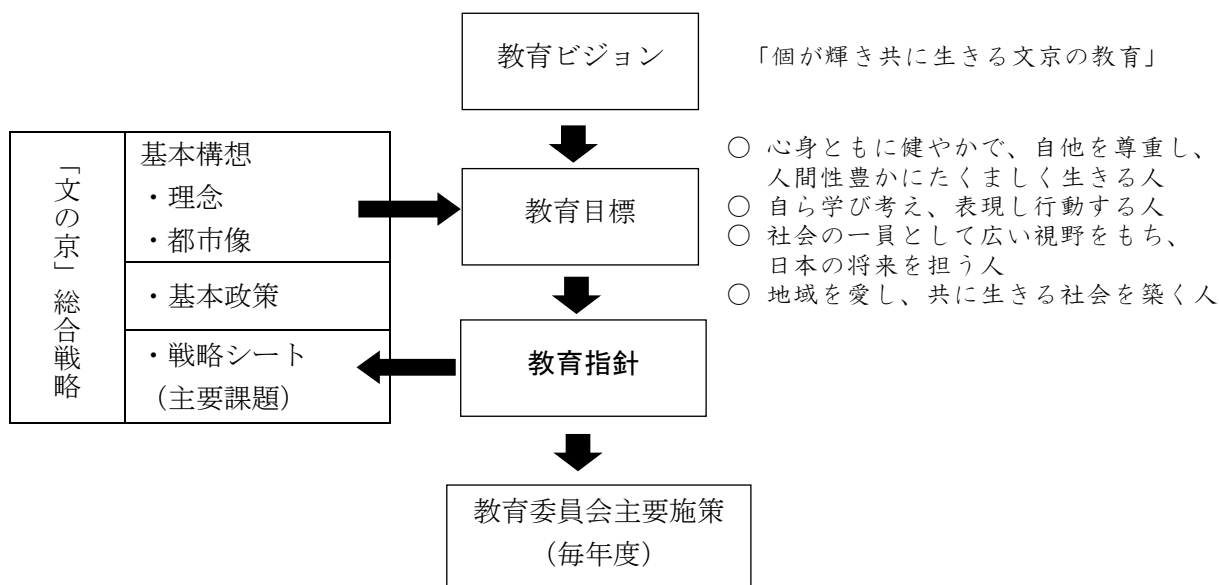 教育ビジョン
「個が輝き共に生きる文京の教育」
「文の京」総合戦略
基本構想
・理念
・都市像
・基本政策
・戦略シート
（主要課題）
教育目標
○ 心身ともに健やかで、自他を尊重し、
人間性豊かにたくましく生きる人
○ 自ら学び考え、表現し行動する人
○ 社会の一員として広い視野をもち、
日本の将来を担う人
○ 地域を愛し、共に生きる社会を築く人
教育指針
教育委員会主要施策
（毎年度）